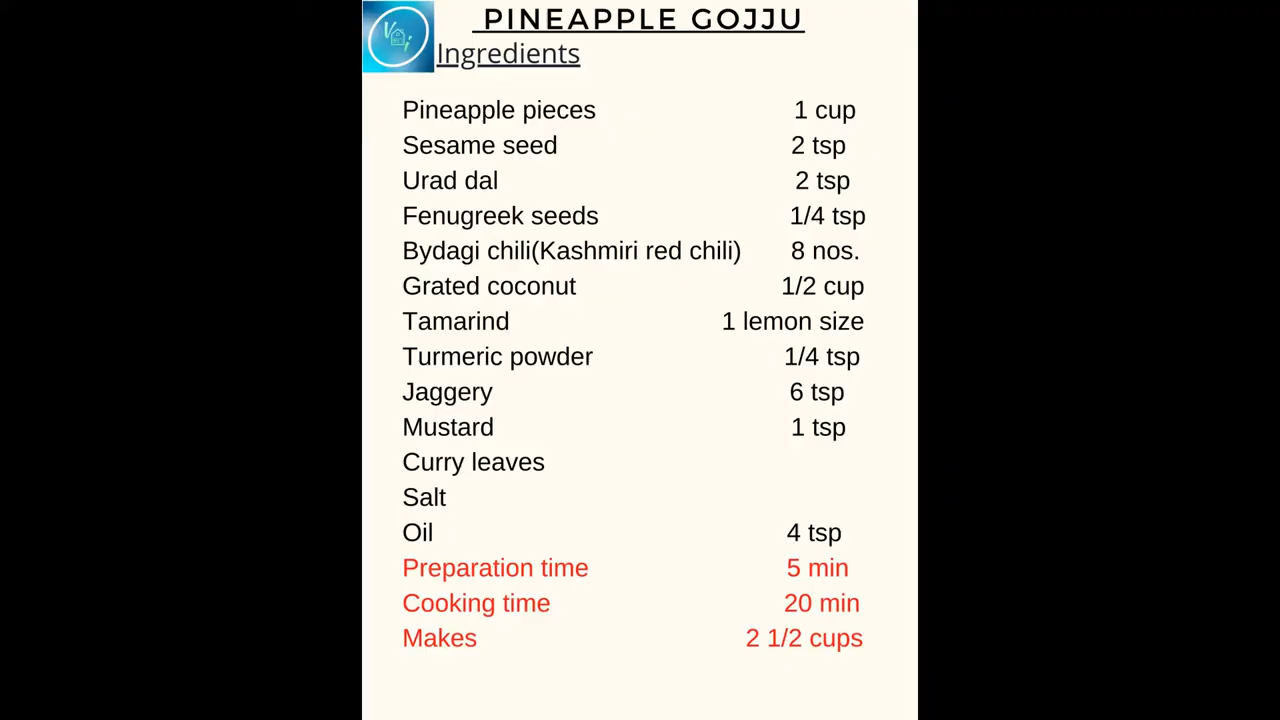 PINEAPPLE GOJJU
Ingredients
Pineapple pieces 1 cup
Sesame seed 2 tsp
Urad dal 2 tsp
Fenugreek seeds 1/4 tsp
Bydagi chili(Kashmiri red chili) 8 nos.
Grated coconut 1/2 cup
Tamarind 1 lemon size
Turmeric powder 1/4 tsp
Jaggery 6 tsp
Mustard 1 tsp
Curry leaves
Salt
Oil 4 tsp
Preparation time 5 min
Cooking time 20 min
Makes 2 1/2 cups